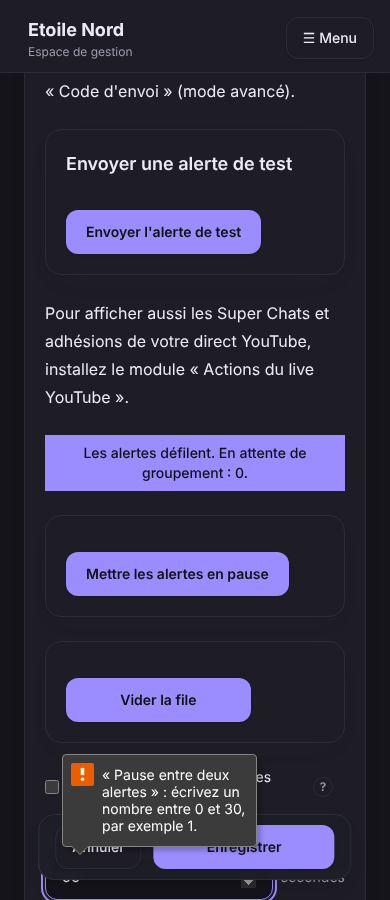 Etoile Nord
Espace de gestion
☰ Menu
« Code d'envoi » (mode avancé).
Envoyer une alerte de test
Envoyer l'alerte de test
Pour afficher aussi les Super Chats et
adhésions de votre direct YouTube,
installez le module « Actions du live
YouTube ».
Les alertes défilent. En attente de
groupement : 0.
Mettre les alertes en pause
Vider la file
?
« Pause entre deux
alertes » : écrivez un
nombre entre 0 et 30,
par exemple 1.
Annuler
Enregistrer
secondes